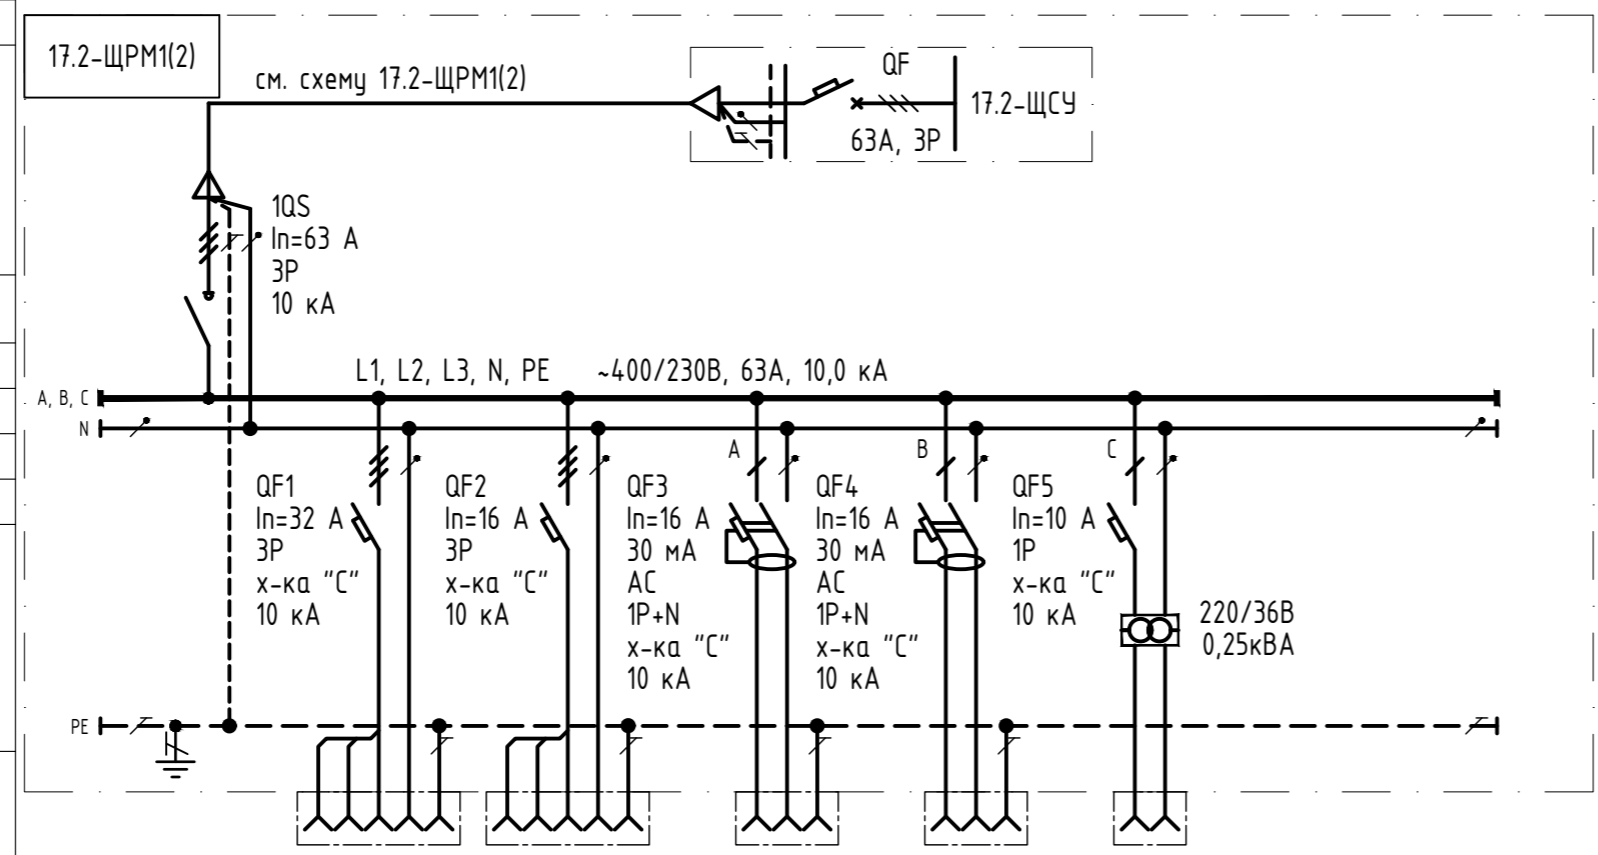 17.2-ЩРМ1(2)
см. схему 17.2-ЩРМ1(2)
QF
17.2-ЩСУ
63А, 3Р
1QS
In=63 А
3Р
10 кА
L1, L2, L3, N, PE ~400/230В, 63А, 10,0 кА
А, В, С
N
А
В
С
QF1
In=32 А
3Р
х-ка "С"
10 кА
QF2
In=16 А
3Р
х-ка "С"
10 кА
QF3
In=16 А
30 мА
АС
1P+N
х-ка "С"
10 кА
QF4
In=16 А
30 мА
АС
1P+N
х-ка "С"
10 кА
QF5
In=10 А
1Р
х-ка "С"
10 кА
220/36В
0,25кВА
PE